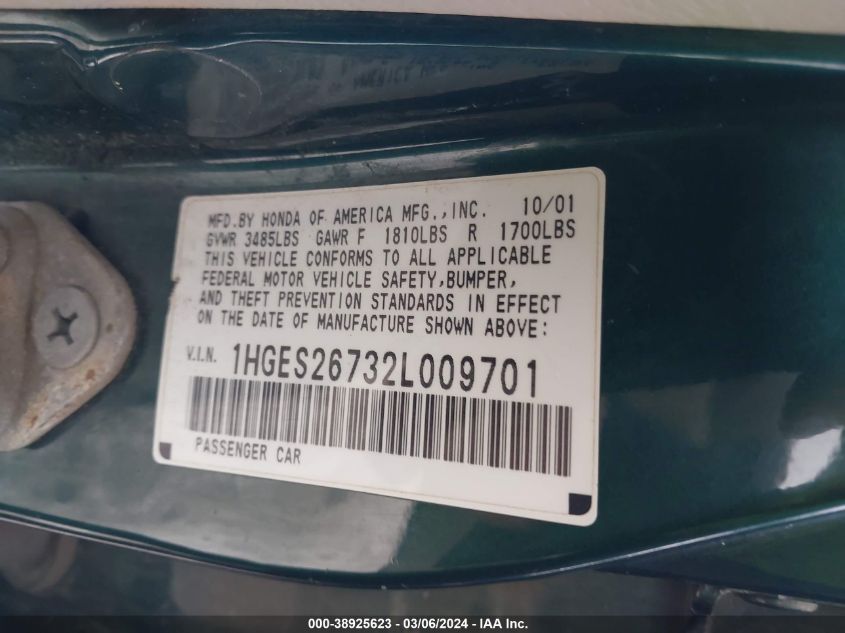 MFD.BY HONDA OF AMERICA MFG.,INC. 10/01
GVWR 3485LBS GAWR F 1810LBS R 1700LBS
THIS VEHICLE CONFORMS TO ALL APPLICABLE
FEDERAL MOTOR VEHICLE SAFETY,BUMPER,
AND THEFT PREVENTION STANDARDS IN EFFECT
ON THE DATE OF MANUFACTURE SHOWN ABOVE:
V.I.N. 1HGES26732L009701
PASSENGER CAR
000-38925623 - 03/06/2024 - IAA Inc.